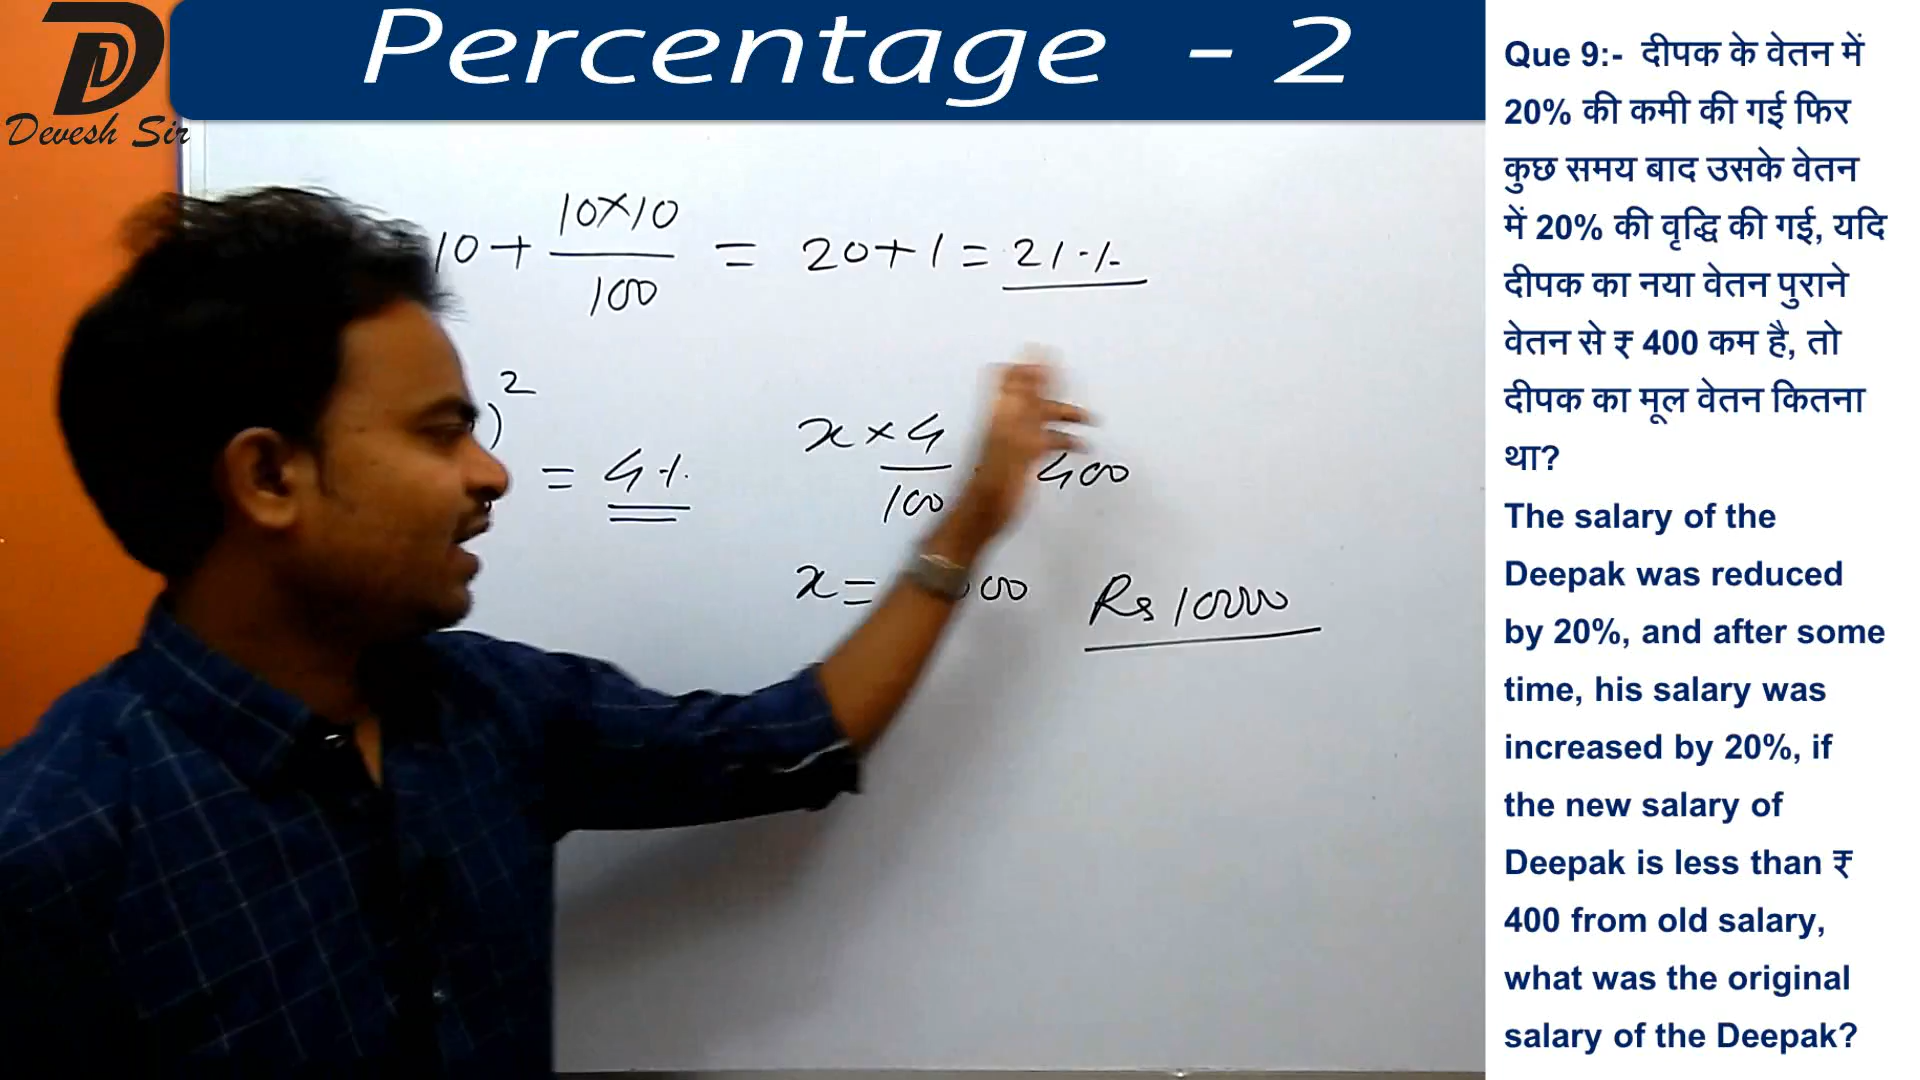 Devesh Sir
Percentage - 2
10 + 10×10/100 = 20+1 = 21%
)² = 4%
x × 4/100 400
x = 00 Rs 10000
Que 9:- दीपक के वेतन में
20% की कमी की गई फिर
कुछ समय बाद उसके वेतन
में 20% की वृद्धि की गई, यदि
दीपक का नया वेतन पुराने
वेतन से ₹ 400 कम है, तो
दीपक का मूल वेतन कितना
था?
The salary of the
Deepak was reduced
by 20%, and after some
time, his salary was
increased by 20%, if
the new salary of
Deepak is less than ₹
400 from old salary,
what was the original
salary of the Deepak?